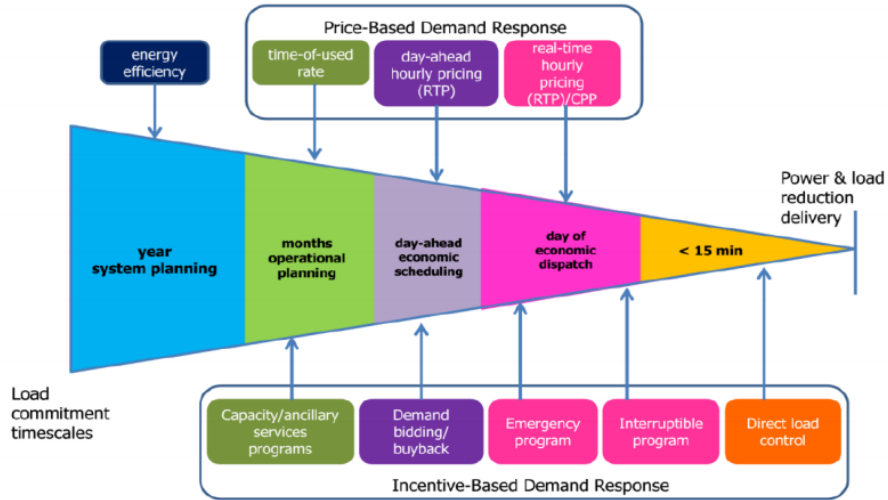 Price-Based Demand Response
energy
efficiency
time-of-used
rate
day-ahead
hourly pricing
(RTP)
real-time
hourly
pricing
(RTP)/CPP
Power & load
reduction
delivery
year
system planning
months
operational
planning
day-ahead
economic
scheduling
day of
economic
dispatch
< 15 min
Load
commitment
timescales
Capacity/ancillary
services
programs
Demand
bidding/
buyback
Emergency
program
Interruptible
program
Direct load
control
Incentive-Based Demand Response